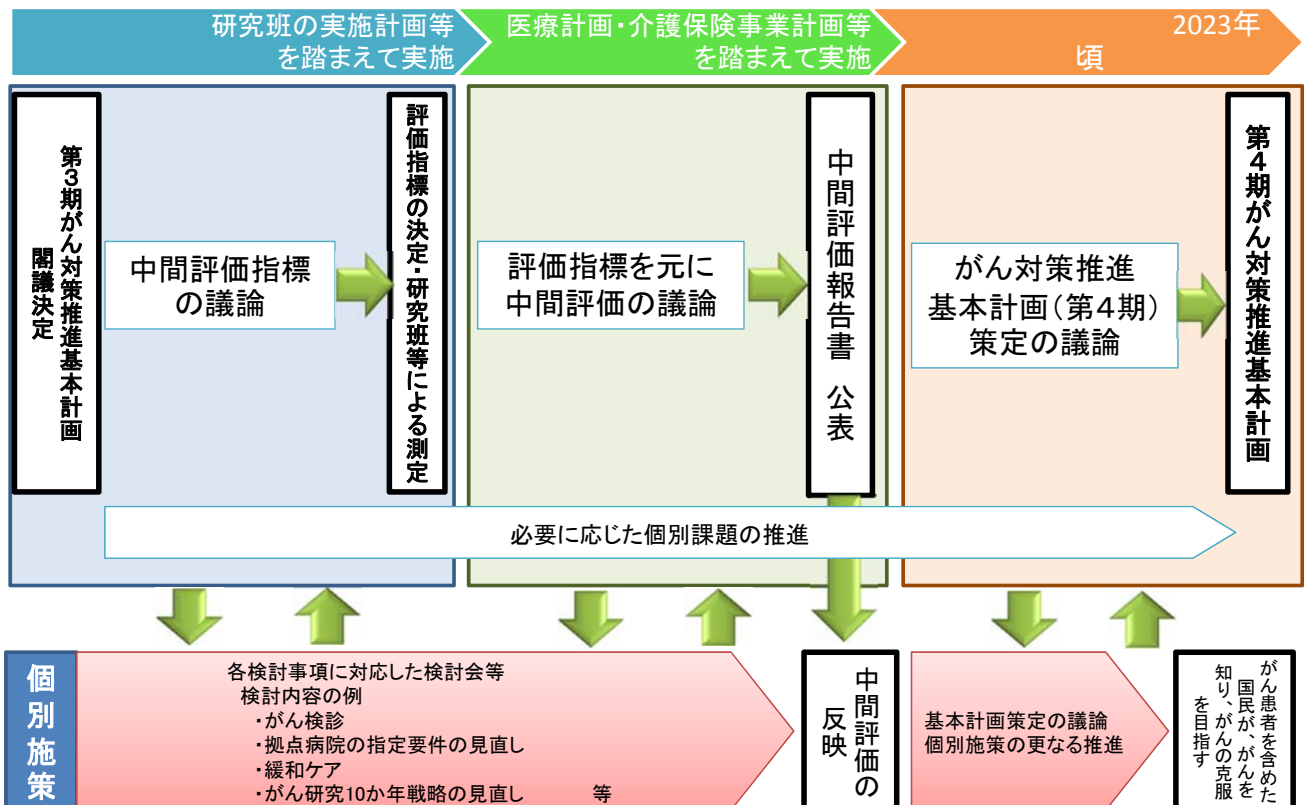 研究班の実施計画等
を踏まえて実施
医療計画・介護保険事業計画等
を踏まえて実施
2023年
頃
第3期がん対策推進基本計画
閣議決定
中間評価指標
の議論
評価指標の決定・研究班等による測定
評価指標を元に
中間評価の議論
中間評価報告書 公表
がん対策推進
基本計画(第4期)
策定の議論
第4期がん対策推進基本計画
必要に応じた個別課題の推進
個別施策
各検討事項に対応した検討会等
検討内容の例
・がん検診
・拠点病院の指定要件の見直し
・緩和ケア
・がん研究10か年戦略の見直し 等
中間評価の
反映
基本計画策定の議論
個別施策の更なる推進
がん患者を含めた
国民が、がんを
知り、がんの克服
を目指す